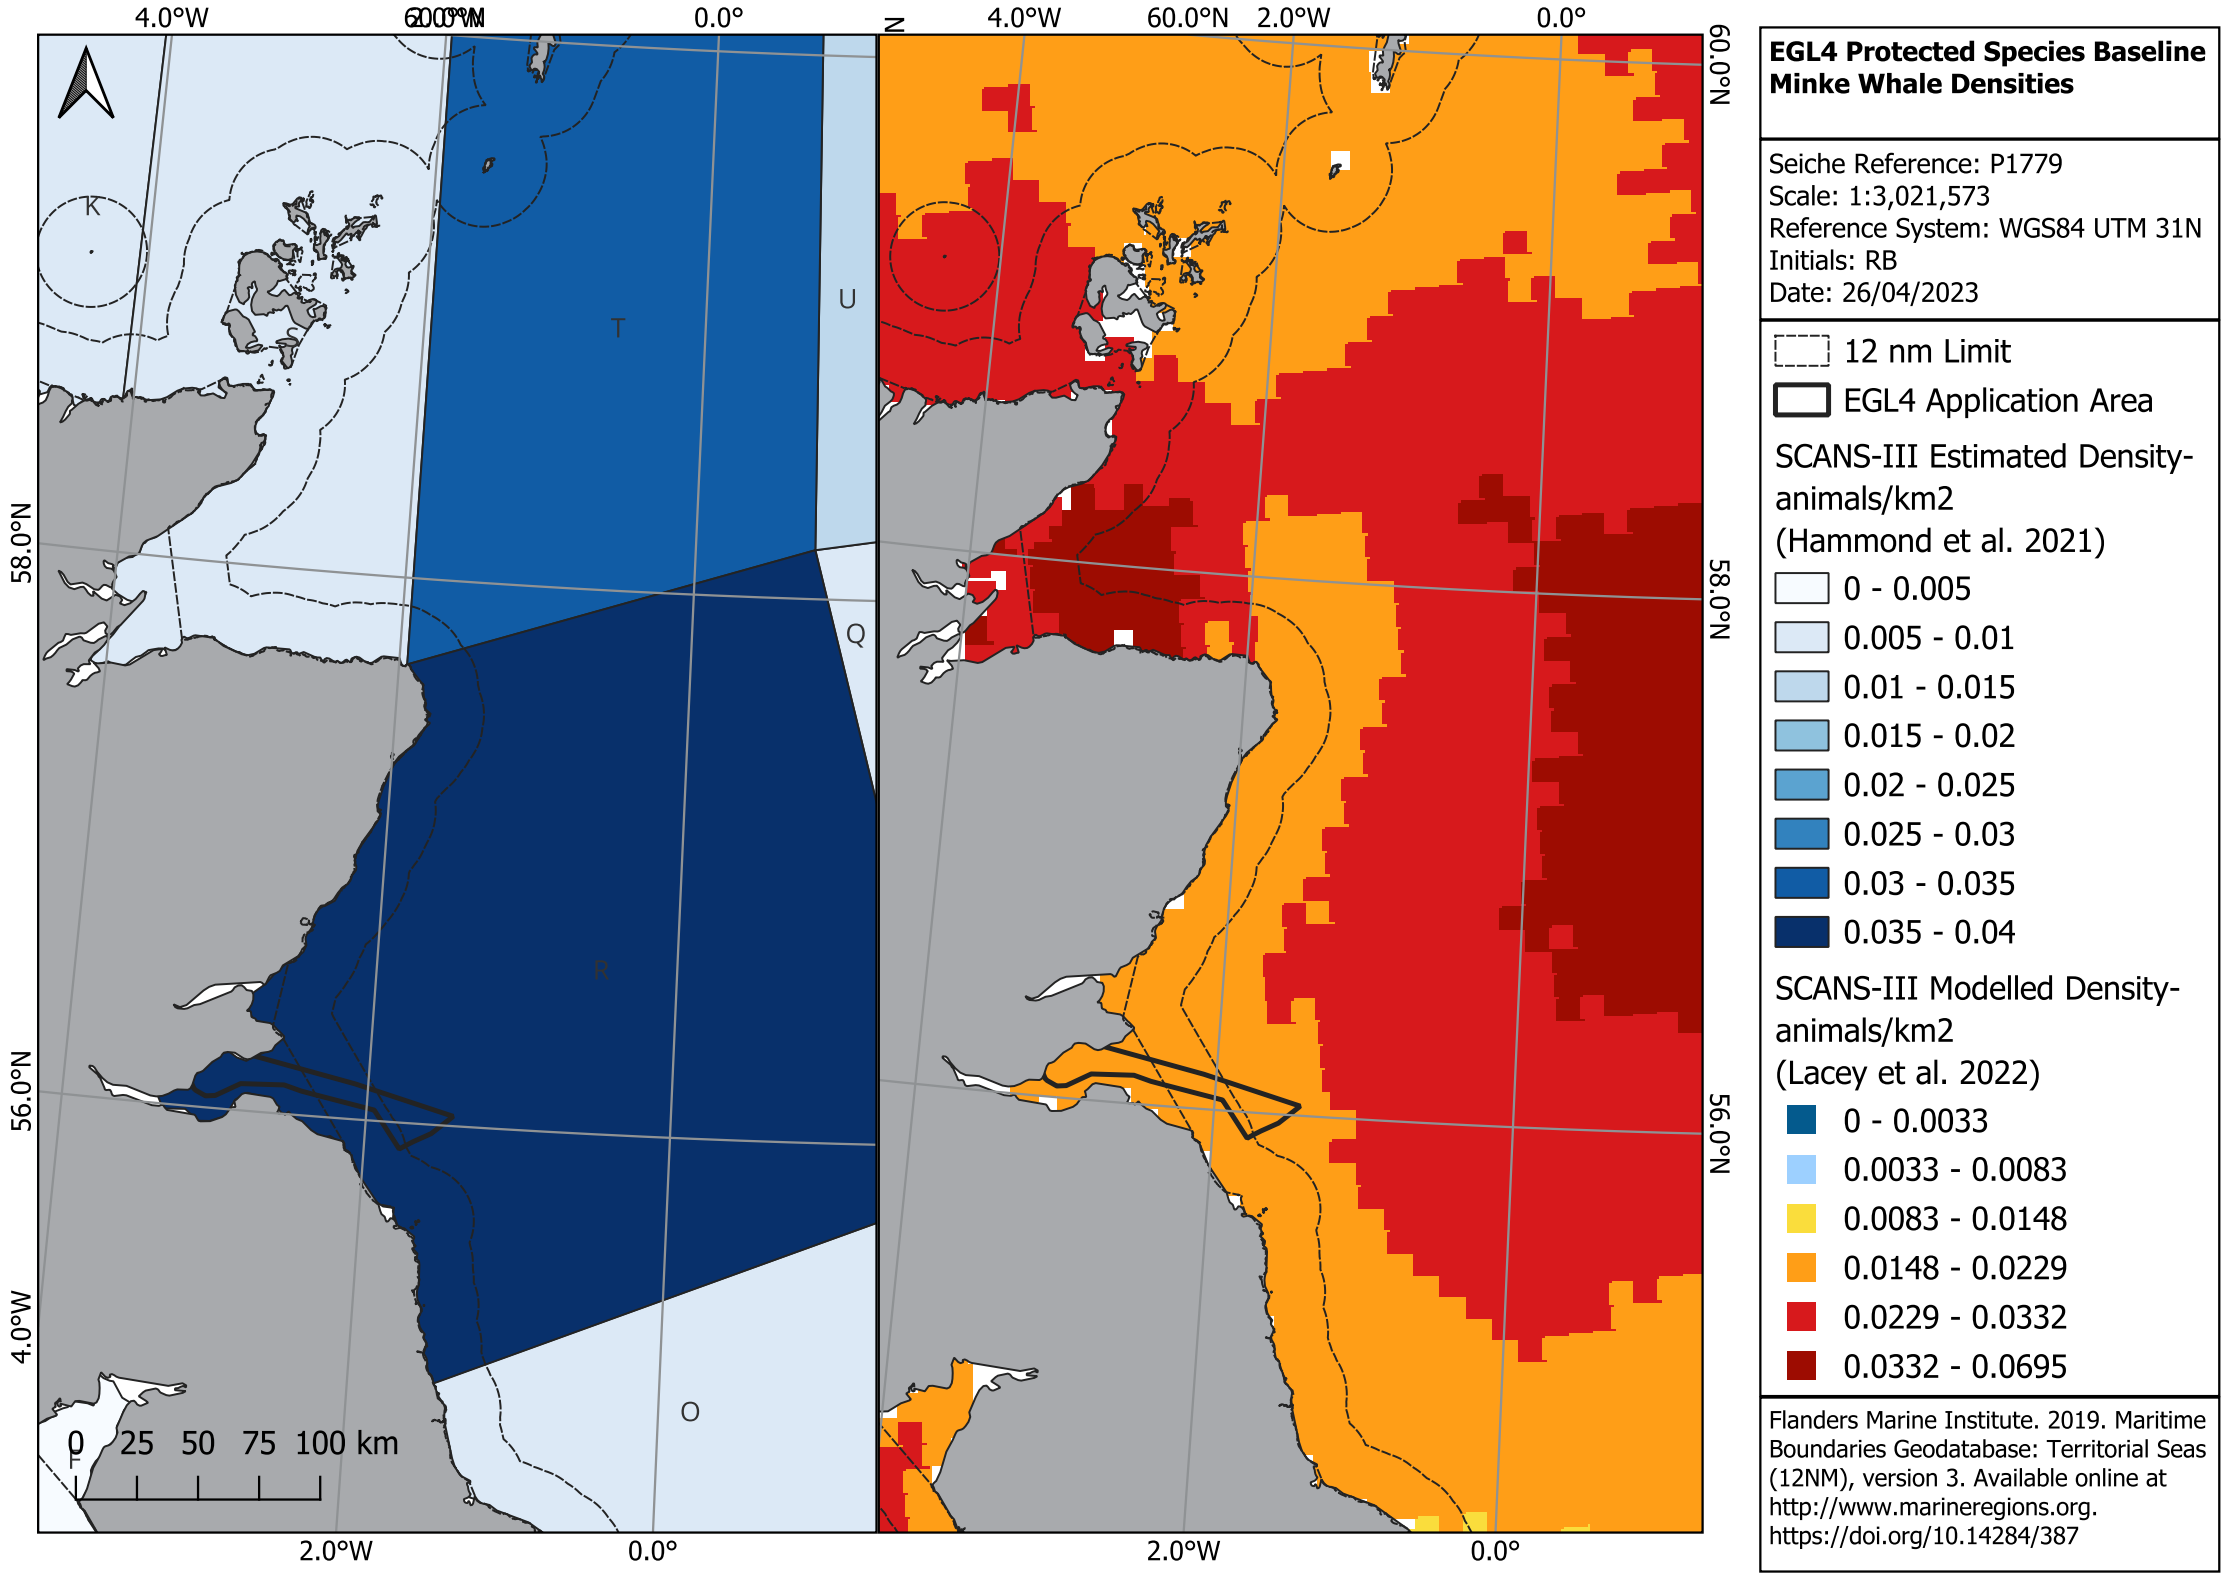 4.0°W
0.0°
4.0°W
60.0°N
2.0°W
0.0°
N
60.0°N
K
S
T
U
58.0°N
58.0°N
Q
R
56.0°N
56.0°N
4.0°W
O
F
0 25 50 75 100 km
2.0°W
0.0°
2.0°W
0.0°
EGL4 Protected Species Baseline
Minke Whale Densities
Seiche Reference: P1779
Scale: 1:3,021,573
Reference System: WGS84 UTM 31N
Initials: RB
Date: 26/04/2023
12 nm Limit
EGL4 Application Area
SCANS-III Estimated Density-
animals/km2
(Hammond et al. 2021)
0 - 0.005
0.005 - 0.01
0.01 - 0.015
0.015 - 0.02
0.02 - 0.025
0.025 - 0.03
0.03 - 0.035
0.035 - 0.04
SCANS-III Modelled Density-
animals/km2
(Lacey et al. 2022)
0 - 0.0033
0.0033 - 0.0083
0.0083 - 0.0148
0.0148 - 0.0229
0.0229 - 0.0332
0.0332 - 0.0695
Flanders Marine Institute. 2019. Maritime
Boundaries Geodatabase: Territorial Seas
(12NM), version 3. Available online at
http://www.marineregions.org.
https://doi.org/10.14284/387